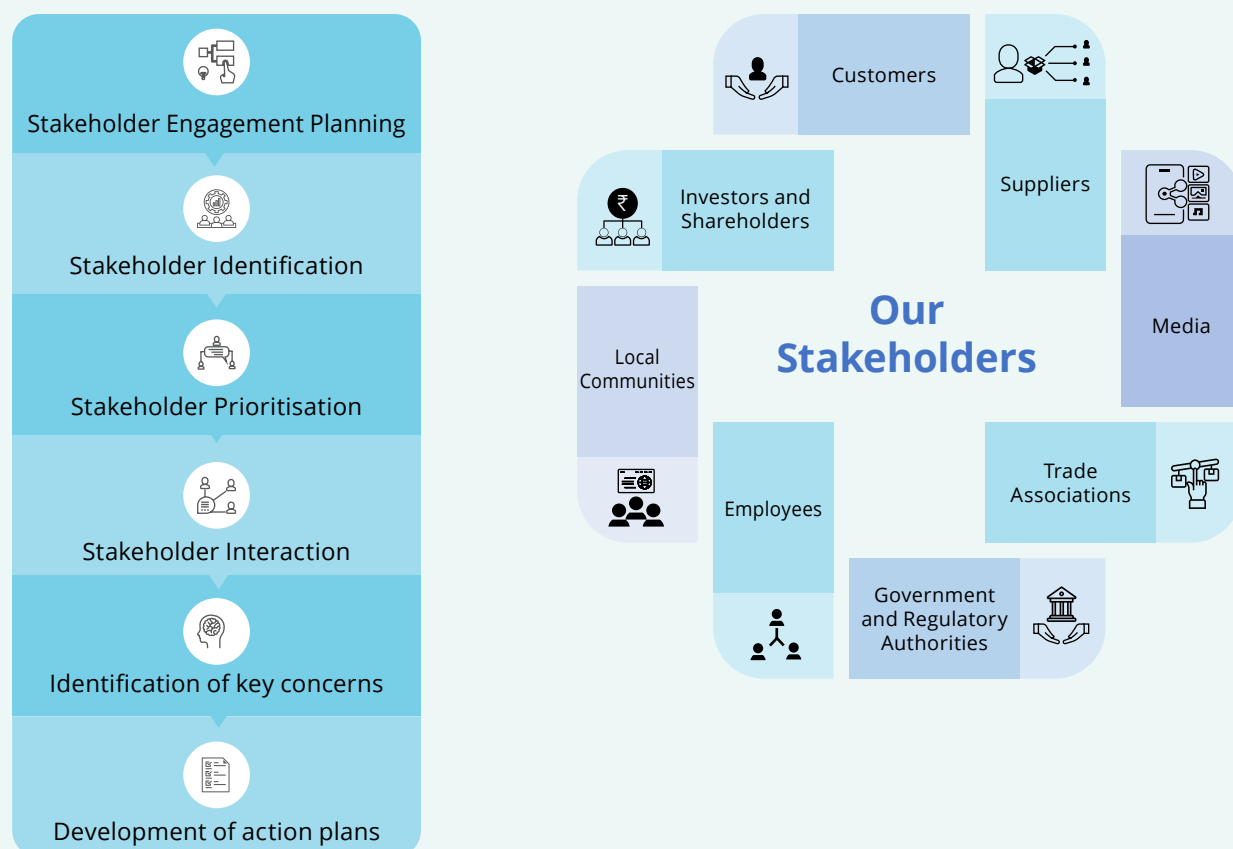 Stakeholder Engagement Planning
Stakeholder Identification
Stakeholder Prioritisation
Stakeholder Interaction
Identification of key concerns
Development of action plans
Customers
Suppliers
Investors and
Shareholders
Media
Our
Stakeholders
Local
Communities
Trade
Associations
Employees
Government
and Regulatory
Authorities
₹